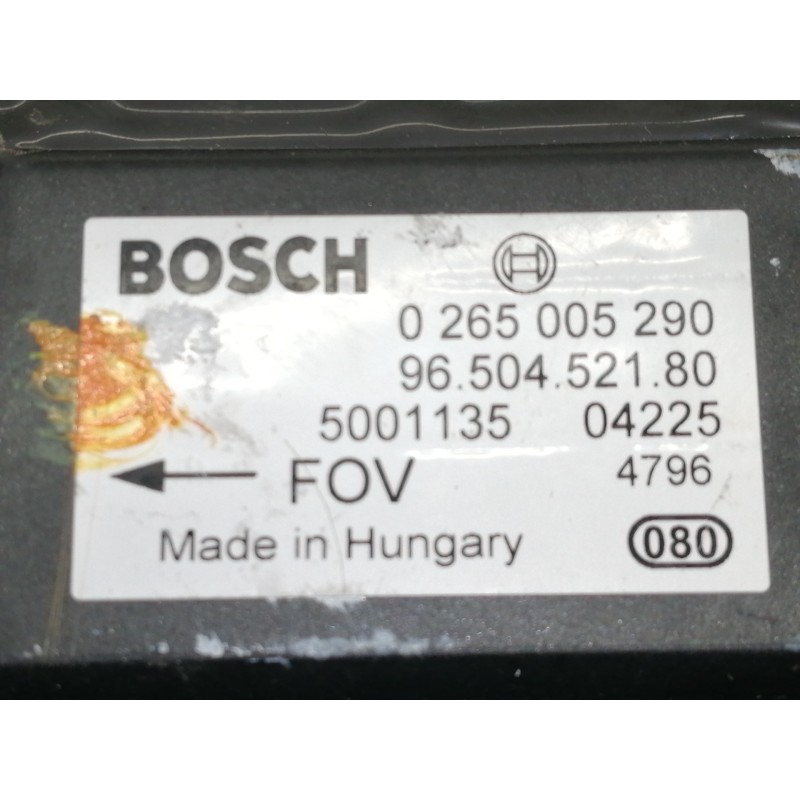 BOSCH
0 265 005 290
96.504.521.80
5001135 04225
FOV 4796
Made in Hungary 080